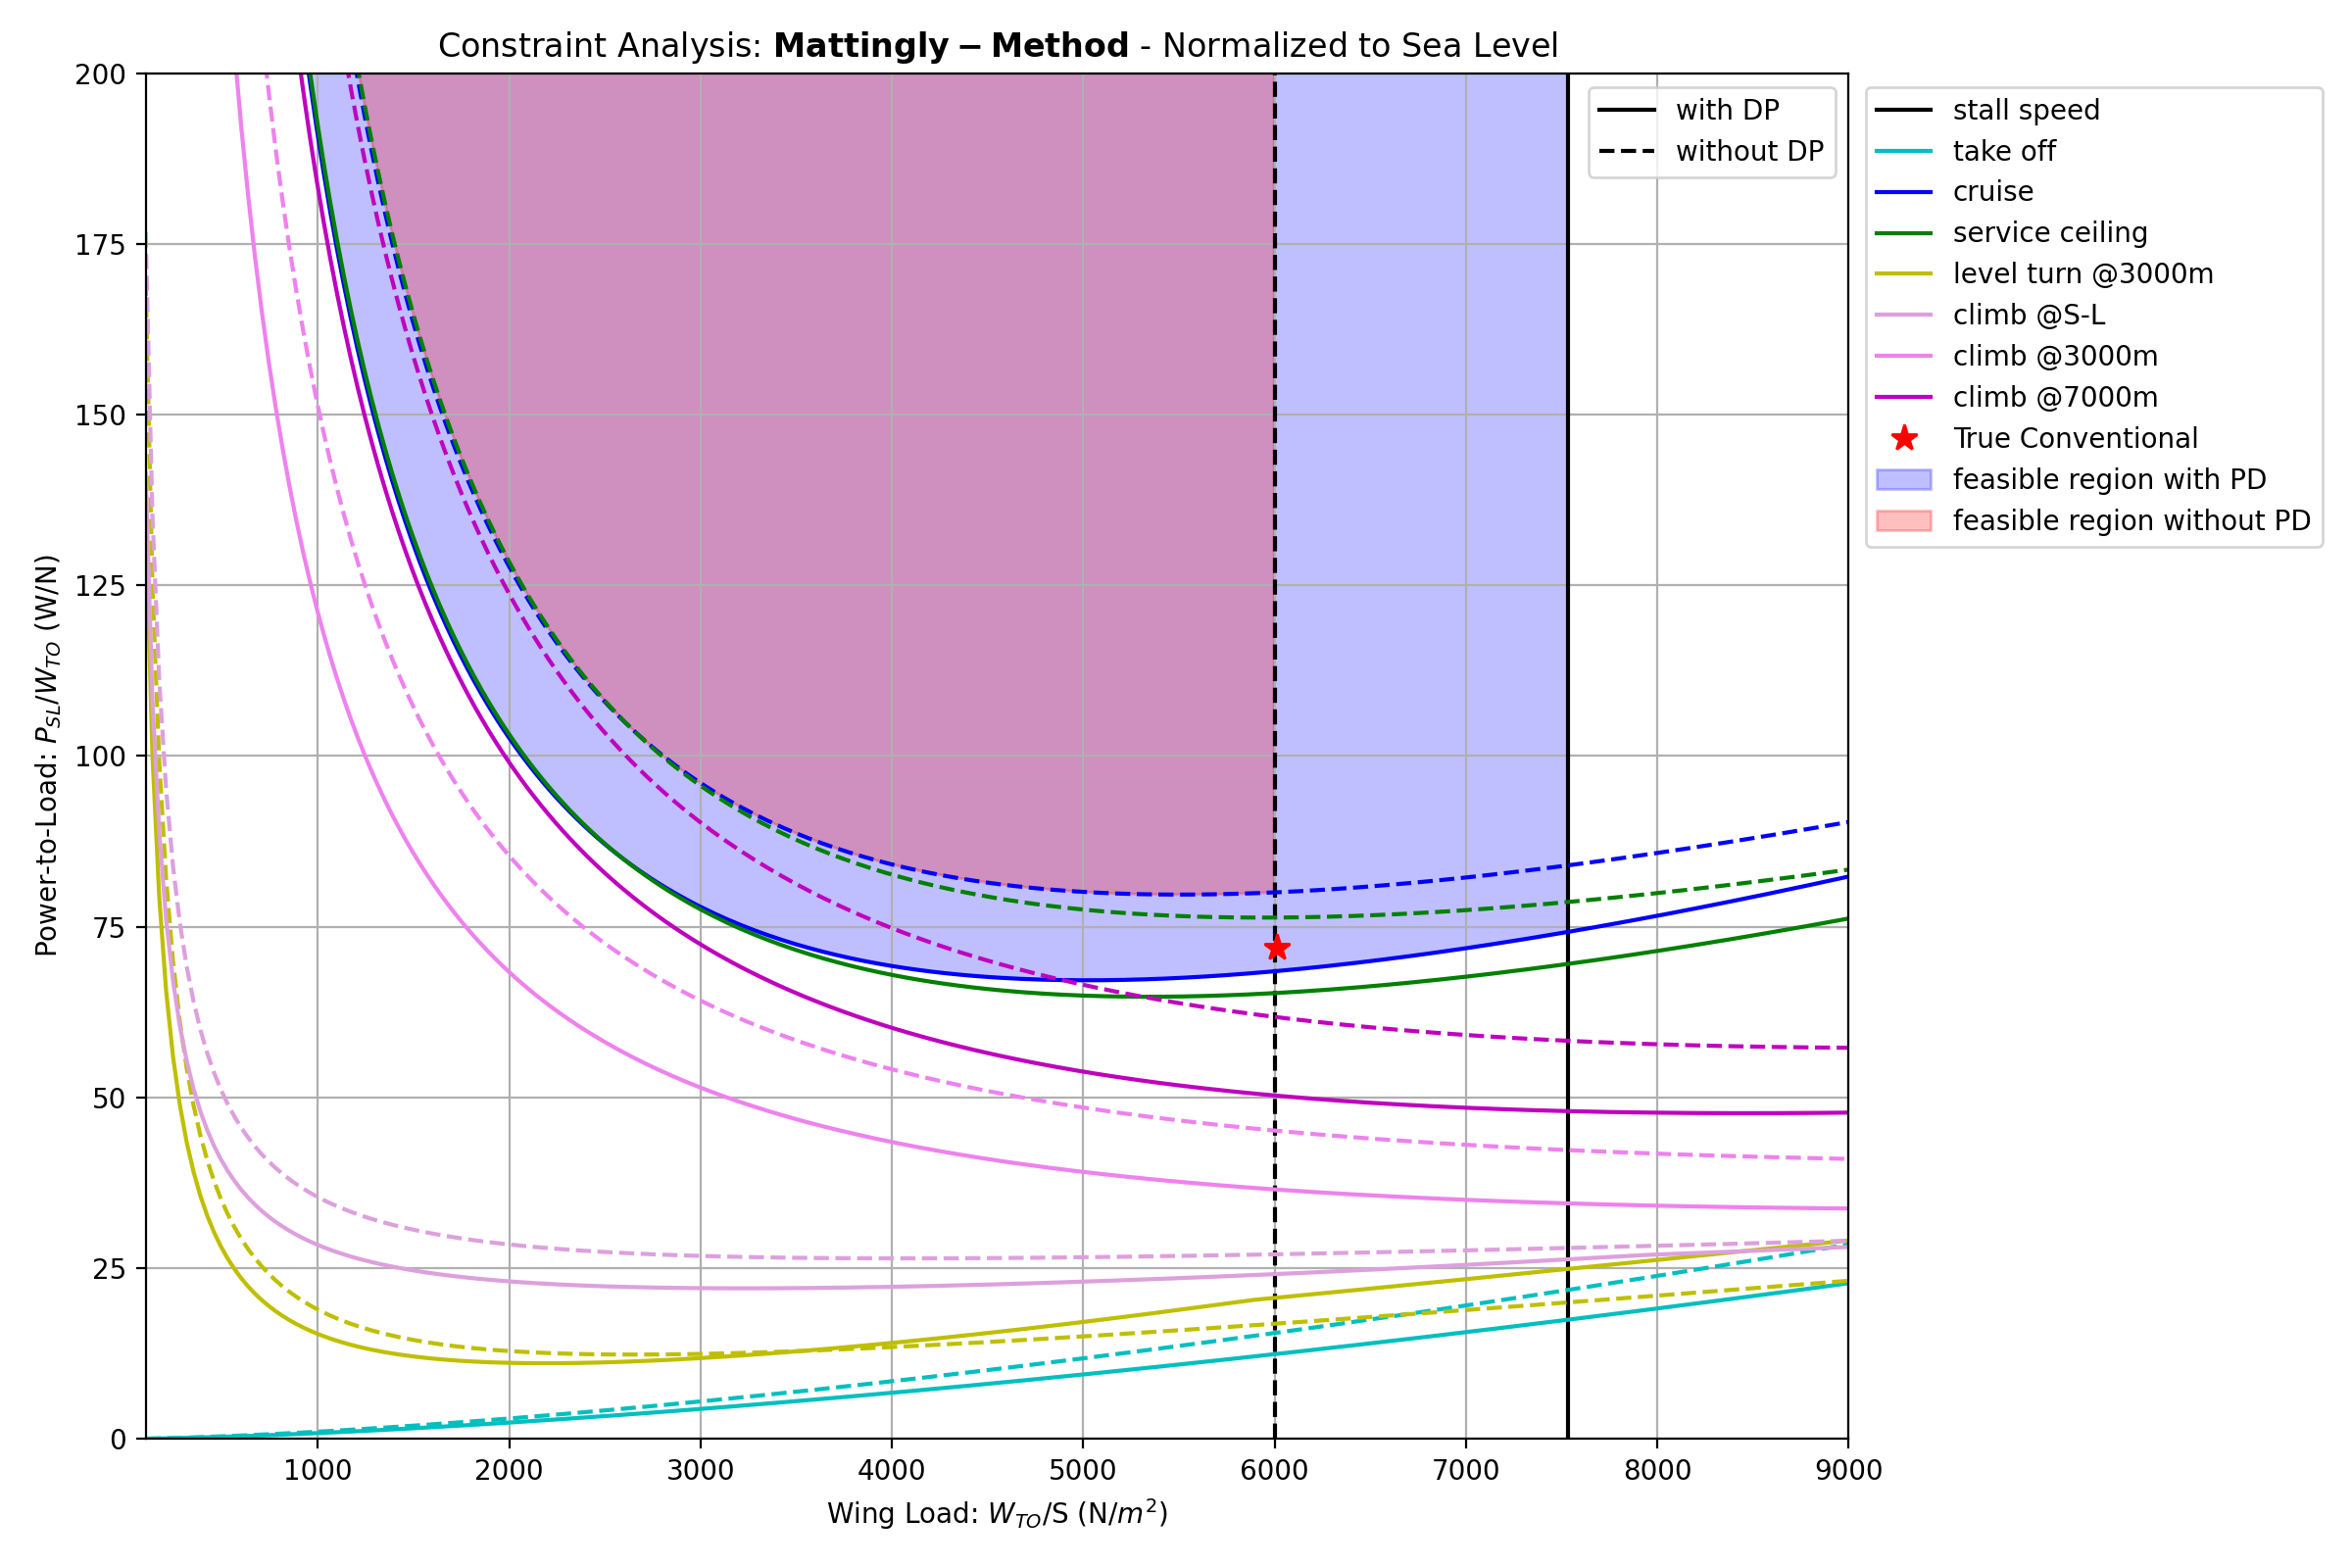 Constraint Analysis: Mattingly − Method - Normalized to Sea Level
200
175
150
125
100
75
50
25
0
Power-to-Load: P_SL/W_TO (W/N)
1000 2000 3000 4000 5000 6000 7000 8000 9000
Wing Load: W_TO/S (N/m²)
with DP
without DP
stall speed
take off
cruise
service ceiling
level turn @3000m
climb @S-L
climb @3000m
climb @7000m
True Conventional
feasible region with PD
feasible region without PD